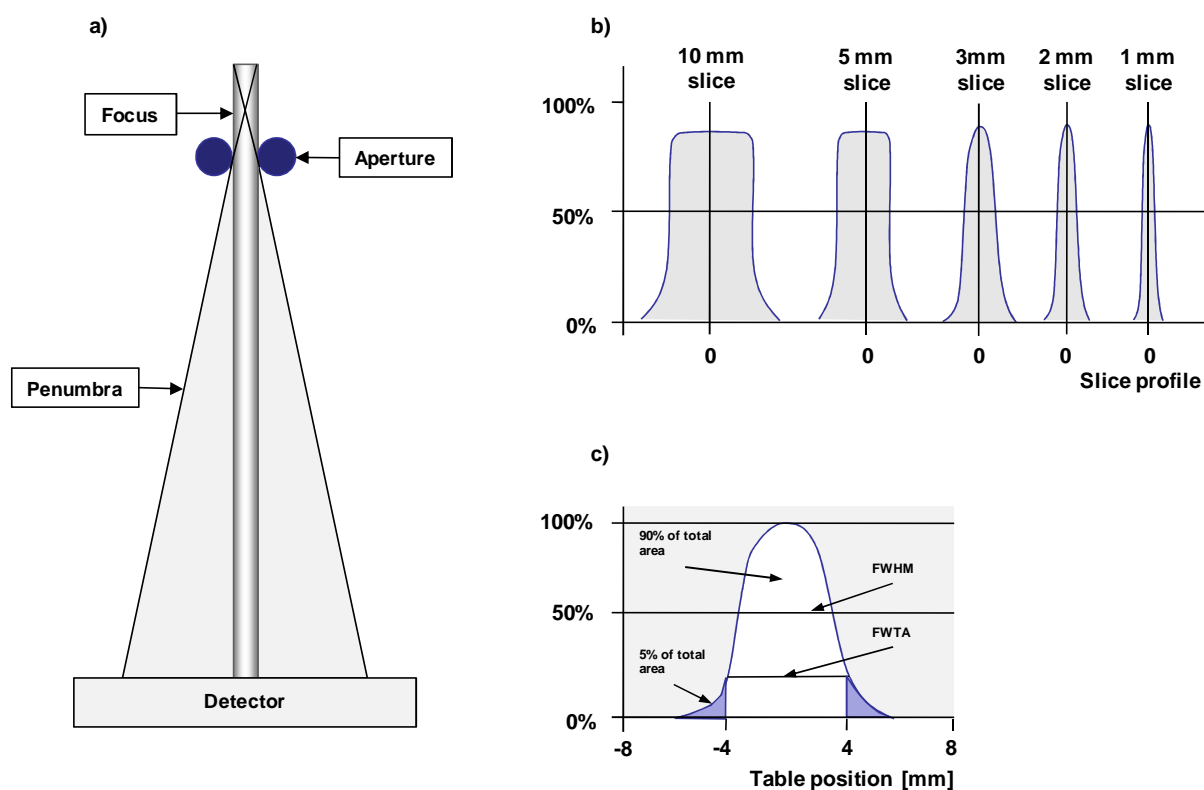 a)
Focus
Aperture
Penumbra
Detector
b)
10 mm slice
5 mm slice
3mm slice
2 mm slice
1 mm slice
100%
50%
0%
0 0 0 0 0
Slice profile
c)
100%
90% of total area
FWHM
50%
FWTA
5% of total area
0%
-8 -4 4 8
Table position [mm]